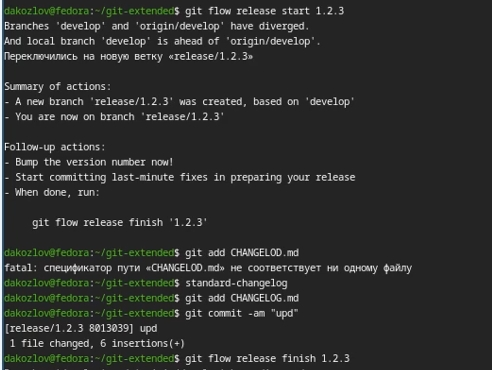 dakozlov@fedora:~/git-extended$ git flow release start 1.2.3
Branches 'develop' and 'origin/develop' have diverged.
And local branch 'develop' is ahead of 'origin/develop'.
Переключились на новую ветку «release/1.2.3»
Summary of actions:
- A new branch 'release/1.2.3' was created, based on 'develop'
- You are now on branch 'release/1.2.3'
Follow-up actions:
- Bump the version number now!
- Start committing last-minute fixes in preparing your release
- When done, run:
git flow release finish '1.2.3'
dakozlov@fedora:~/git-extended$ git add CHANGELOD.md
fatal: спецификатор пути «CHANGELOD.md» не соответствует ни одному файлу
dakozlov@fedora:~/git-extended$ standard-changelog
dakozlov@fedora:~/git-extended$ git add CHANGELOG.md
dakozlov@fedora:~/git-extended$ git commit -am "upd"
[release/1.2.3 8013039] upd
1 file changed, 6 insertions(+)
dakozlov@fedora:~/git-extended$ git flow release finish 1.2.3